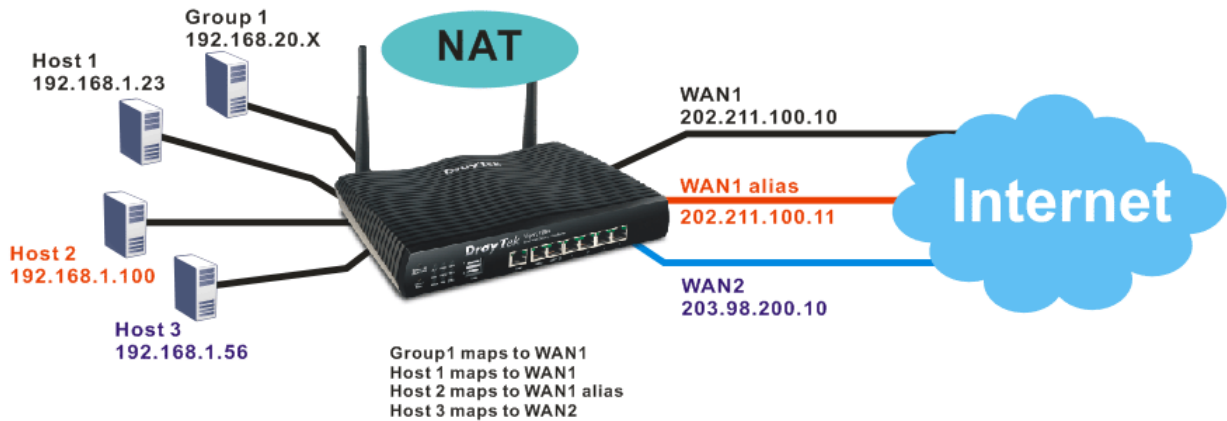 Group 1
192.168.20.X
NAT
Host 1
192.168.1.23
WAN1
202.211.100.10
DrayTek
WAN1 alias
202.211.100.11
Internet
Host 2
192.168.1.100
DrayTek
WAN2
203.98.200.10
Host 3
192.168.1.56
Group1 maps to WAN1
Host 1 maps to WAN1
Host 2 maps to WAN1 alias
Host 3 maps to WAN2